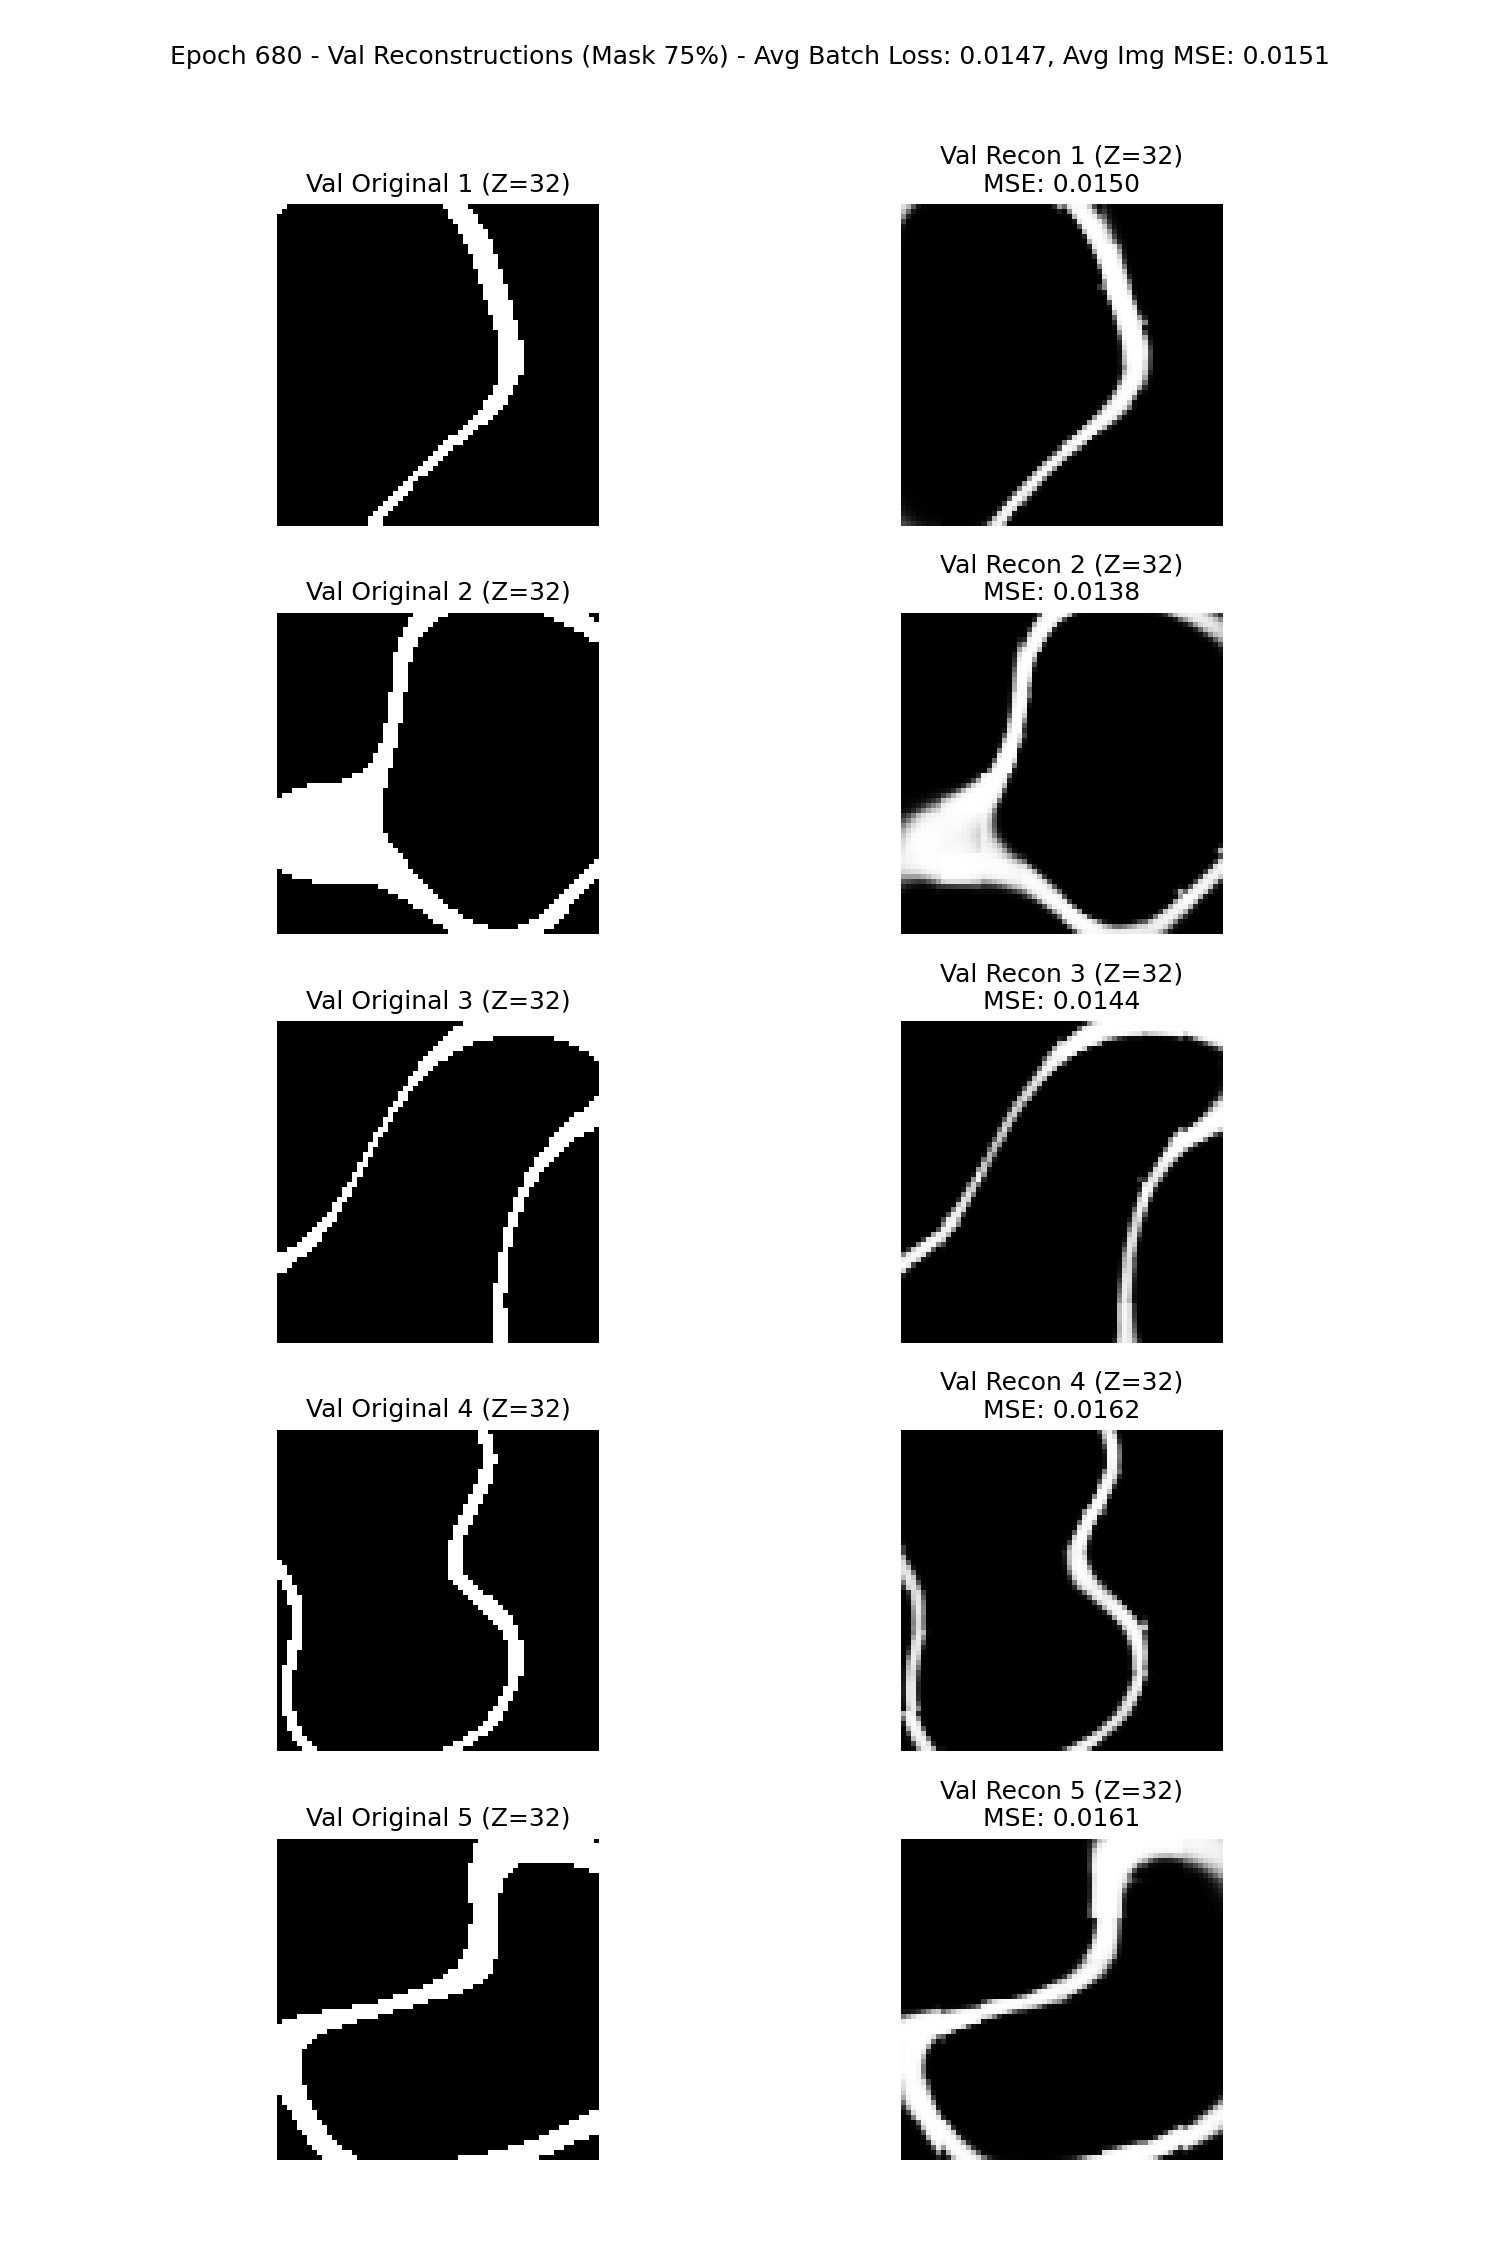 Epoch 680 - Val Reconstructions (Mask 75%) - Avg Batch Loss: 0.0147, Avg Img MSE: 0.0151
Val Original 1 (Z=32)
Val Recon 1 (Z=32)
MSE: 0.0150
Val Original 2 (Z=32)
Val Recon 2 (Z=32)
MSE: 0.0138
Val Original 3 (Z=32)
Val Recon 3 (Z=32)
MSE: 0.0144
Val Original 4 (Z=32)
Val Recon 4 (Z=32)
MSE: 0.0162
Val Original 5 (Z=32)
Val Recon 5 (Z=32)
MSE: 0.0161